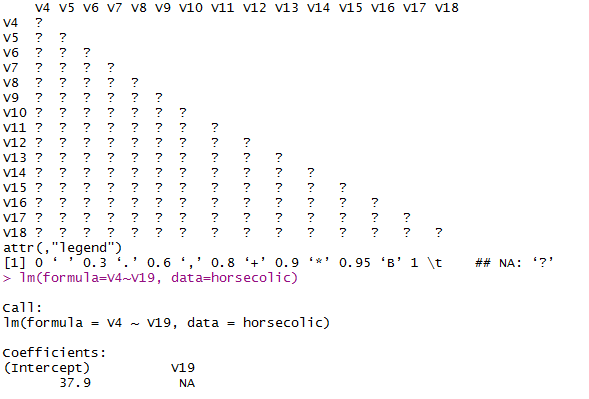 V4 V5 V6 V7 V8 V9 V10 V11 V12 V13 V14 V15 V16 V17 V18
V4 ?
V5 ? ?
V6 ? ? ?
V7 ? ? ? ?
V8 ? ? ? ? ?
V9 ? ? ? ? ? ?
V10 ? ? ? ? ? ? ?
V11 ? ? ? ? ? ? ? ?
V12 ? ? ? ? ? ? ? ? ?
V13 ? ? ? ? ? ? ? ? ? ?
V14 ? ? ? ? ? ? ? ? ? ? ?
V15 ? ? ? ? ? ? ? ? ? ? ? ?
V16 ? ? ? ? ? ? ? ? ? ? ? ? ?
V17 ? ? ? ? ? ? ? ? ? ? ? ? ? ?
V18 ? ? ? ? ? ? ? ? ? ? ? ? ? ? ?
attr(,"legend")
[1] 0 ‘ ’ 0.3 ‘.’ 0.6 ‘,’ 0.8 ‘+’ 0.9 ‘*’ 0.95 ‘B’ 1 \t    ## NA: ‘?’
> lm(formula=V4~V19, data=horsecolic)
Call:
lm(formula = V4 ~ V19, data = horsecolic)
Coefficients:
(Intercept)          V19
37.9           NA